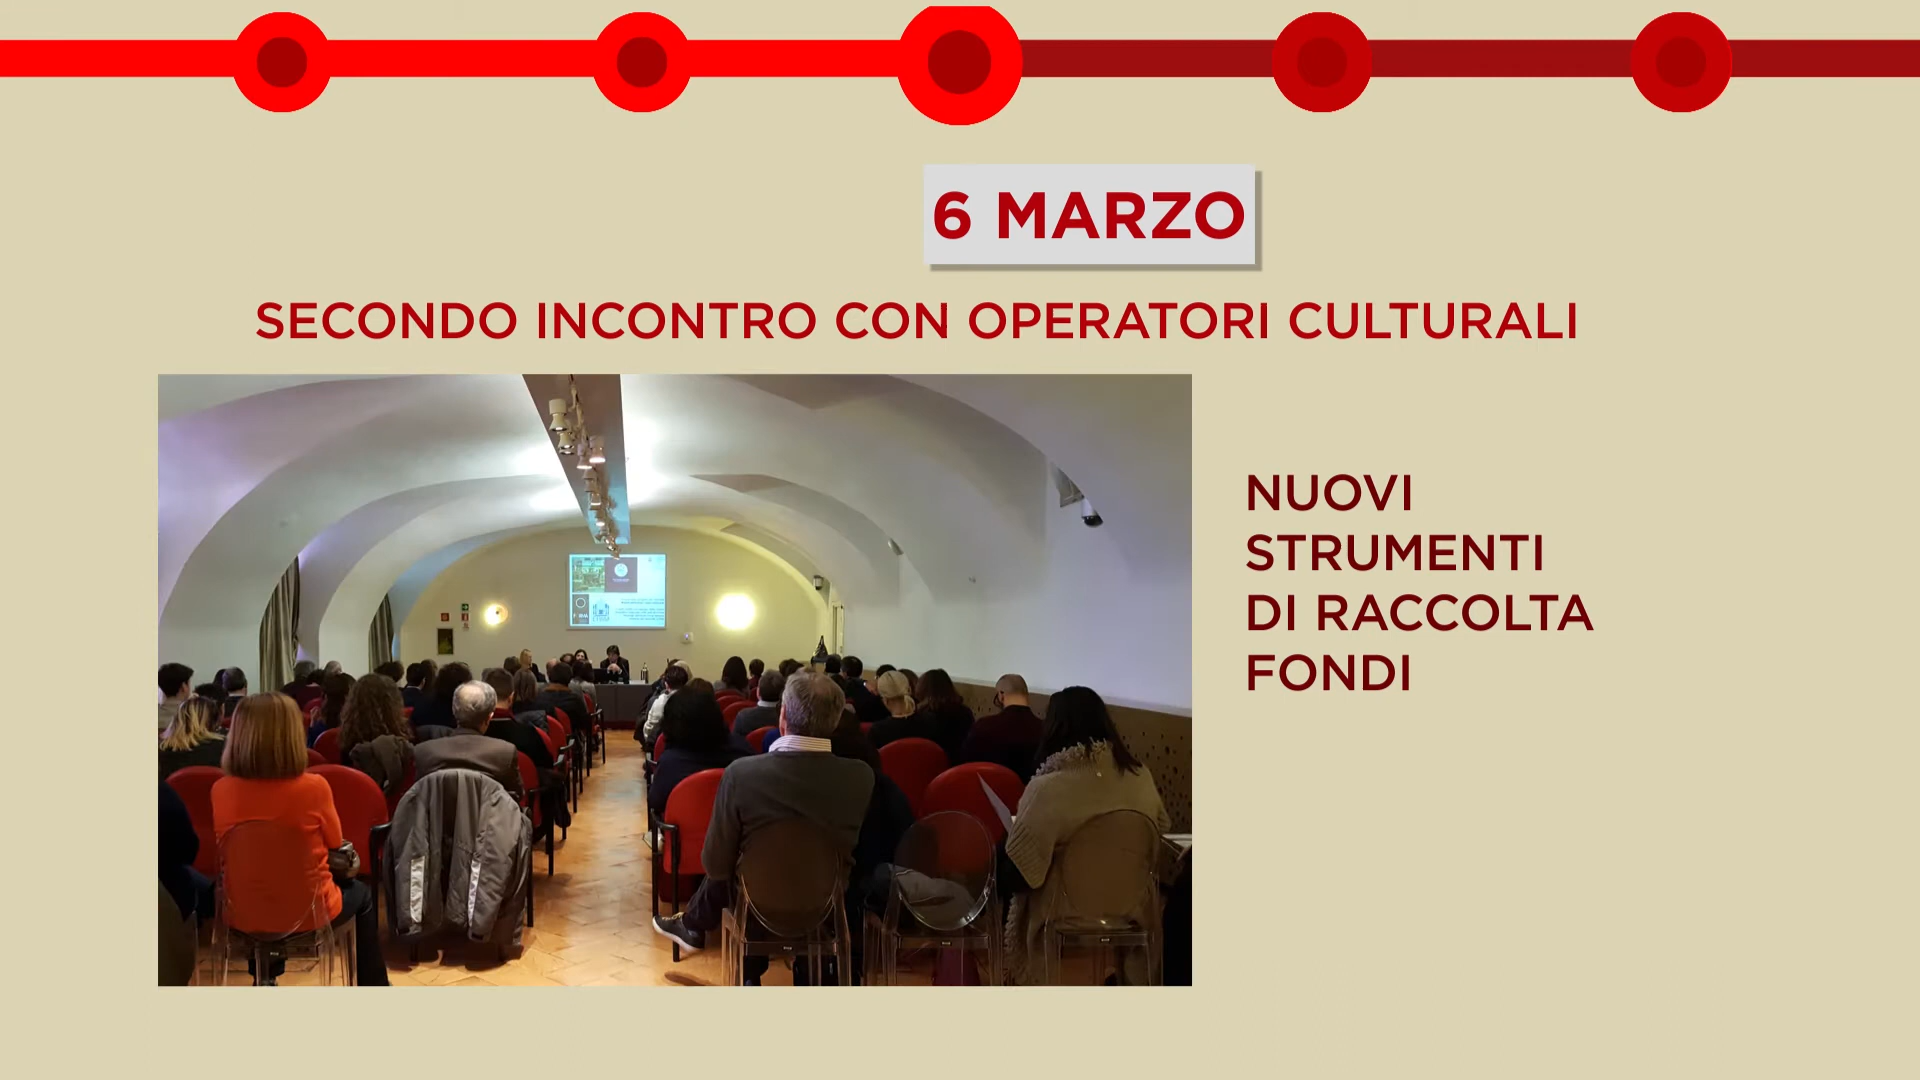 6 MARZO
SECONDO INCONTRO CON OPERATORI CULTURALI
NUOVI
STRUMENTI
DI RACCOLTA
FONDI